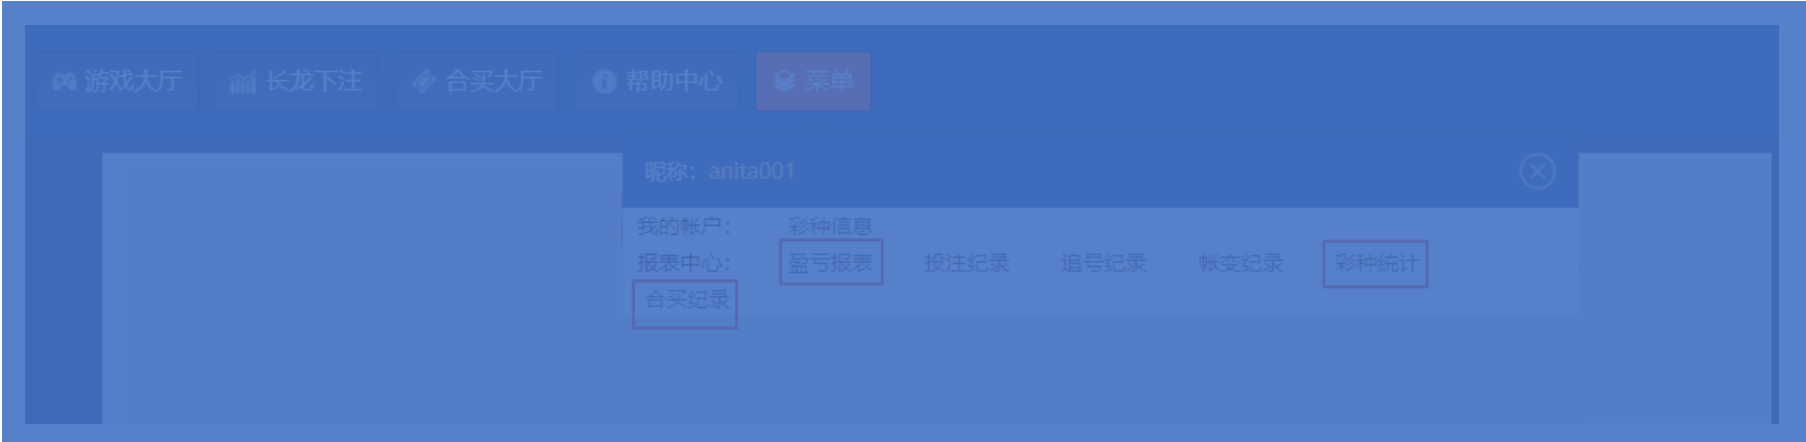 游戏大厅 长龙下注 合买大厅 帮助中心 菜单
昵称：anita001
我的帐户： 彩种信息
报表中心： 盈亏报表 投注纪录 追号纪录 帐变纪录 彩种统计
合买纪录